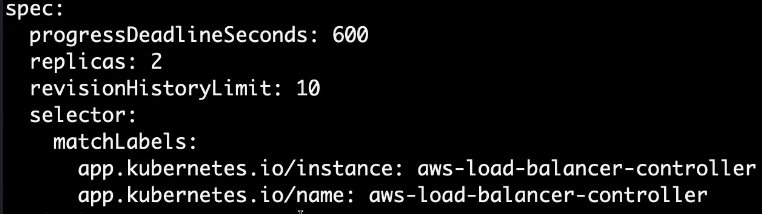 spec:
  progressDeadlineSeconds: 600
  replicas: 2
  revisionHistoryLimit: 10
  selector:
    matchLabels:
      app.kubernetes.io/instance: aws-load-balancer-controller
      app.kubernetes.io/name: aws-load-balancer-controller